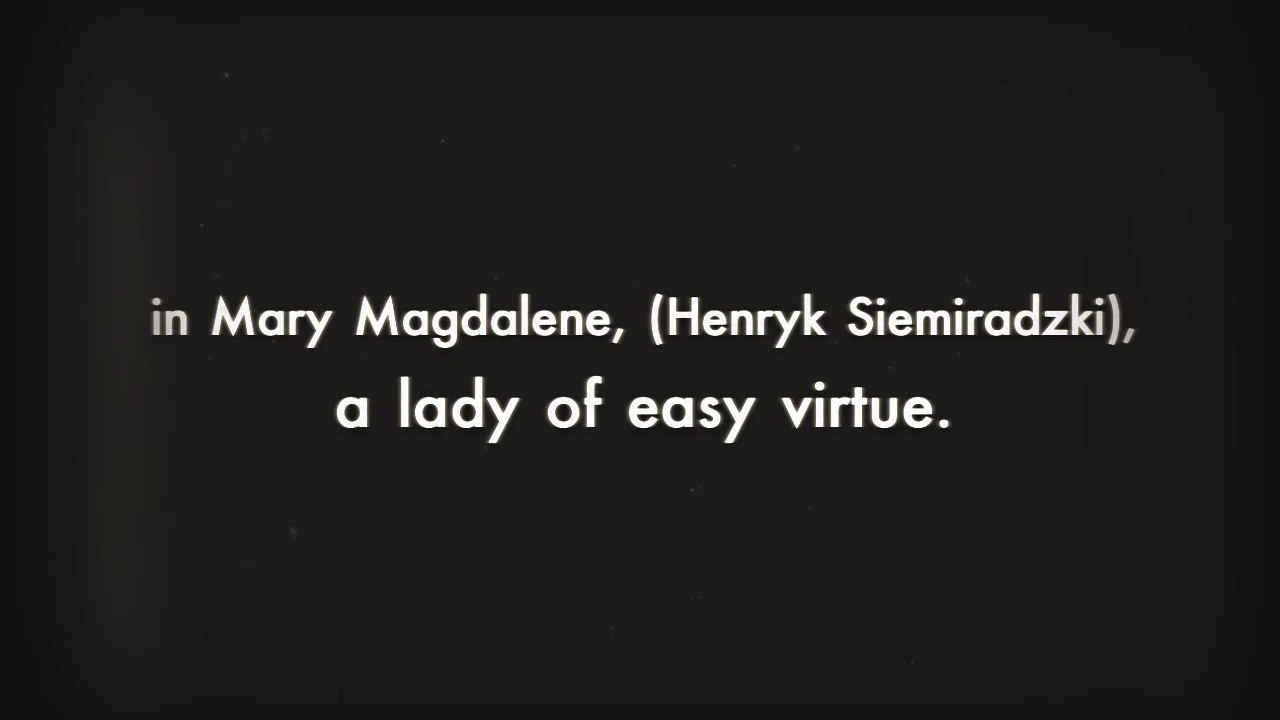 in Mary Magdalene, (Henryk Siemiradzki),
a lady of easy virtue.